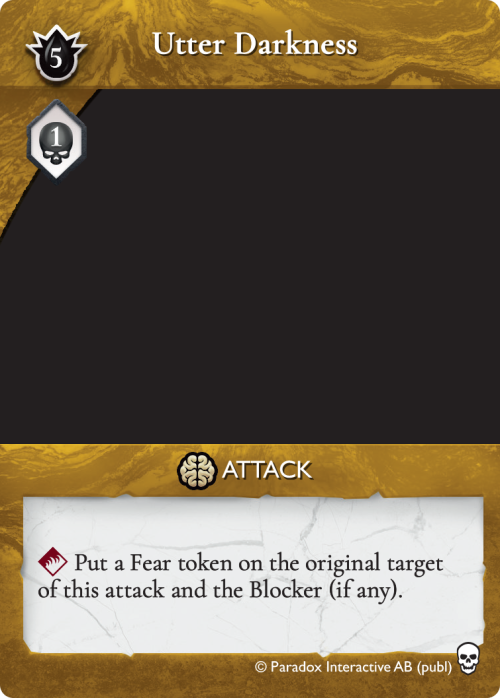 5
Utter Darkness
1
ATTACK
Put a Fear token on the original target
of this attack and the Blocker (if any).
© Paradox Interactive AB (publ)